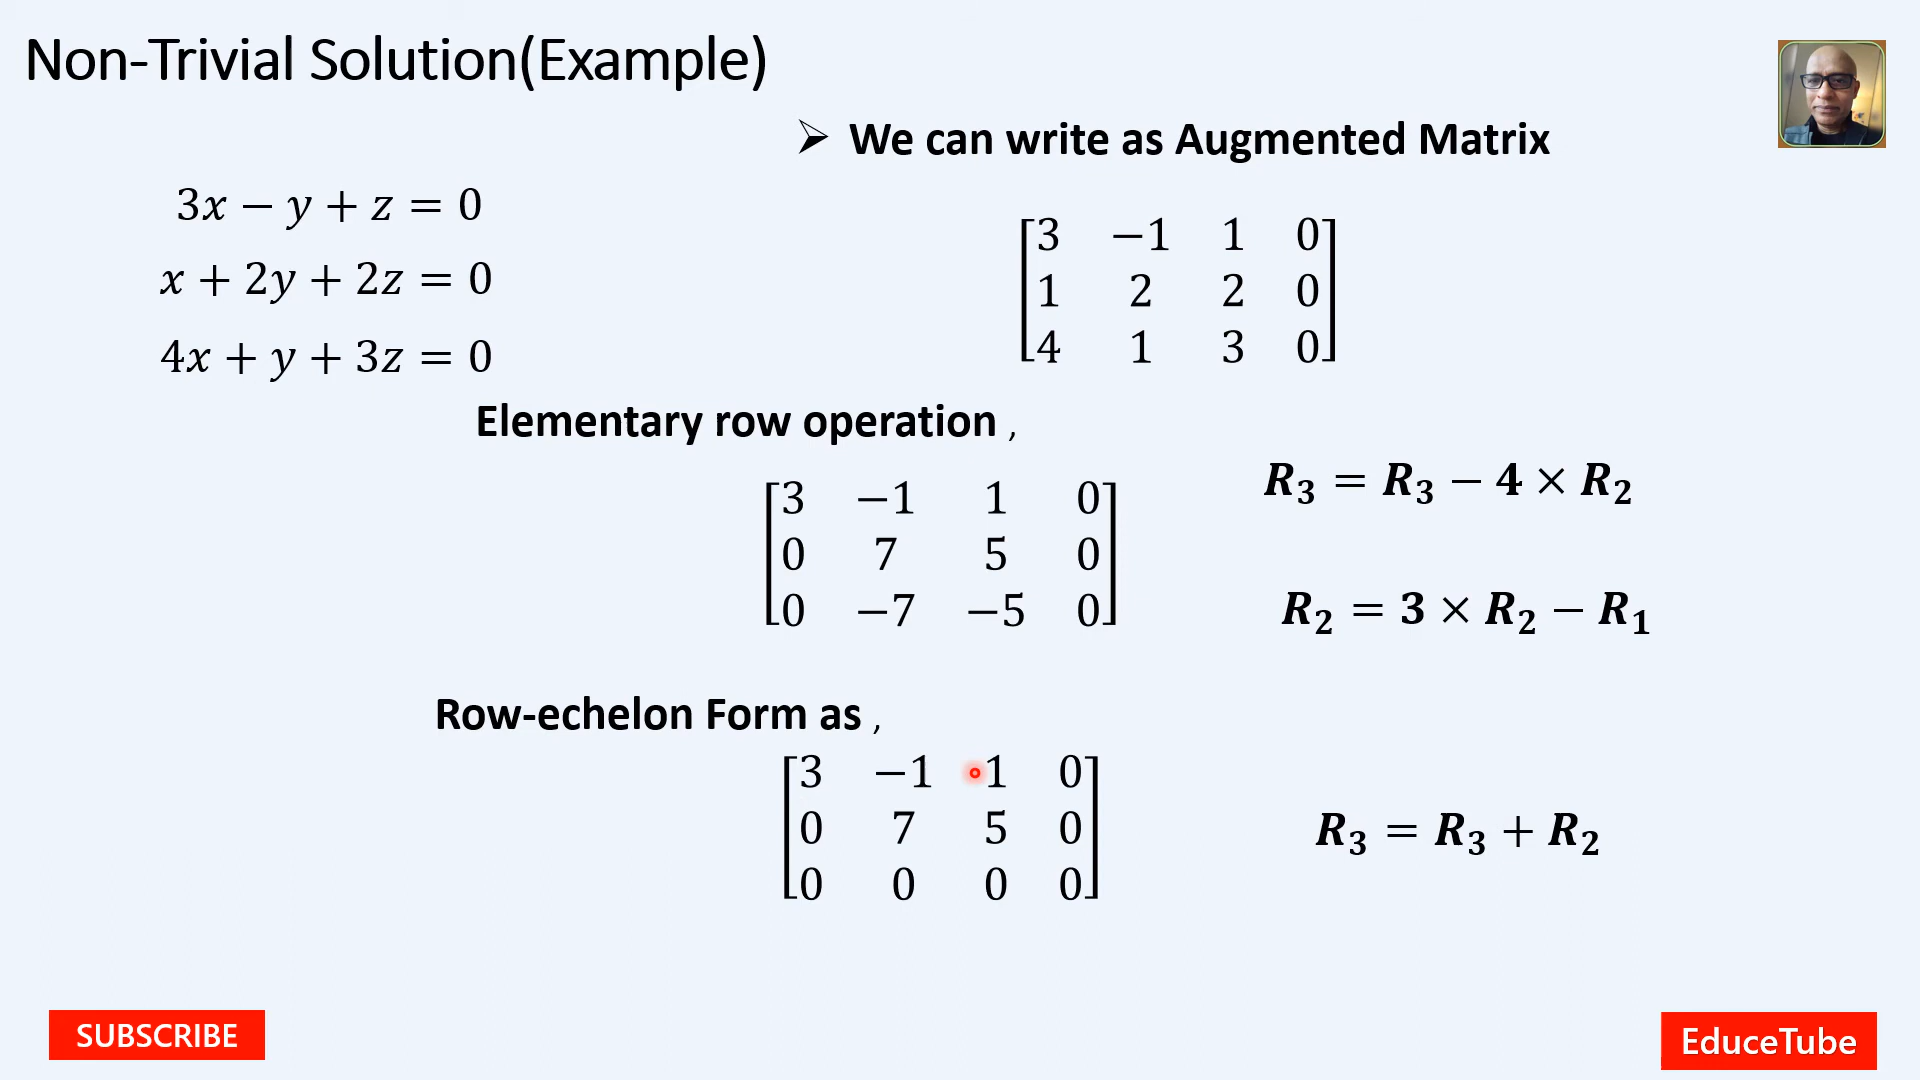 Non-Trivial Solution(Example)
➢ We can write as Augmented Matrix
3x − y + z = 0
x + 2y + 2z = 0
4x + y + 3z = 0
[3 −1 1 0]
[1 2 2 0]
[4 1 3 0]
Elementary row operation ,
[3 −1 1 0]
[0 7 5 0]
[0 −7 −5 0]
R₃ = R₃ − 4 × R₂
R₂ = 3 × R₂ − R₁
Row-echelon Form as ,
[3 −1 1 0]
[0 7 5 0]
[0 0 0 0]
R₃ = R₃ + R₂
SUBSCRIBE
EduceTube